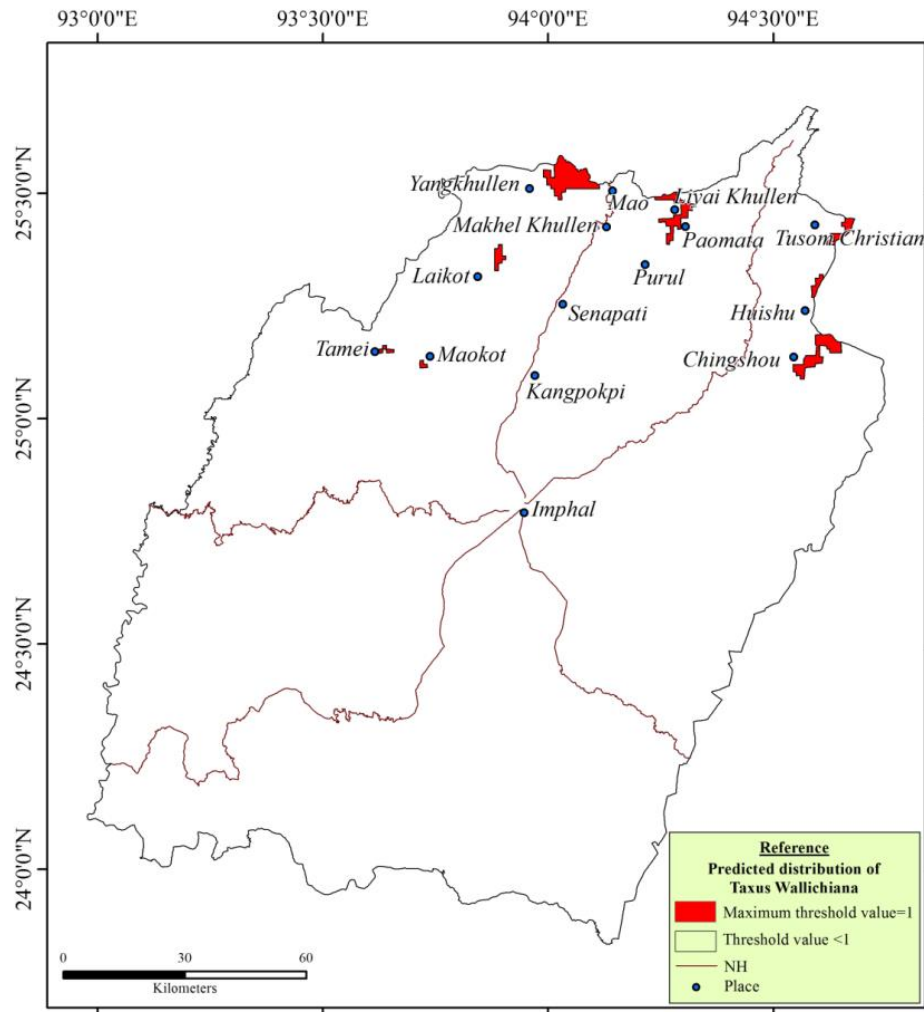 93°0'0"E 93°30'0"E 94°0'0"E 94°30'0"E
25°30'0"N
25°0'0"N
24°30'0"N
24°0'0"N
Yangkhullen
Mao
Liyai Khullen
Makhel Khullen
Paomata
Tusom Christian
Laikot
Purul
Senapati
Huishu
Tamei
Maokot
Chingshou
Kangpokpi
Imphal
Reference
Predicted distribution of
Taxus Wallichiana
Maximum threshold value=1
Threshold value <1
NH
Place
0 30 60
Kilometers